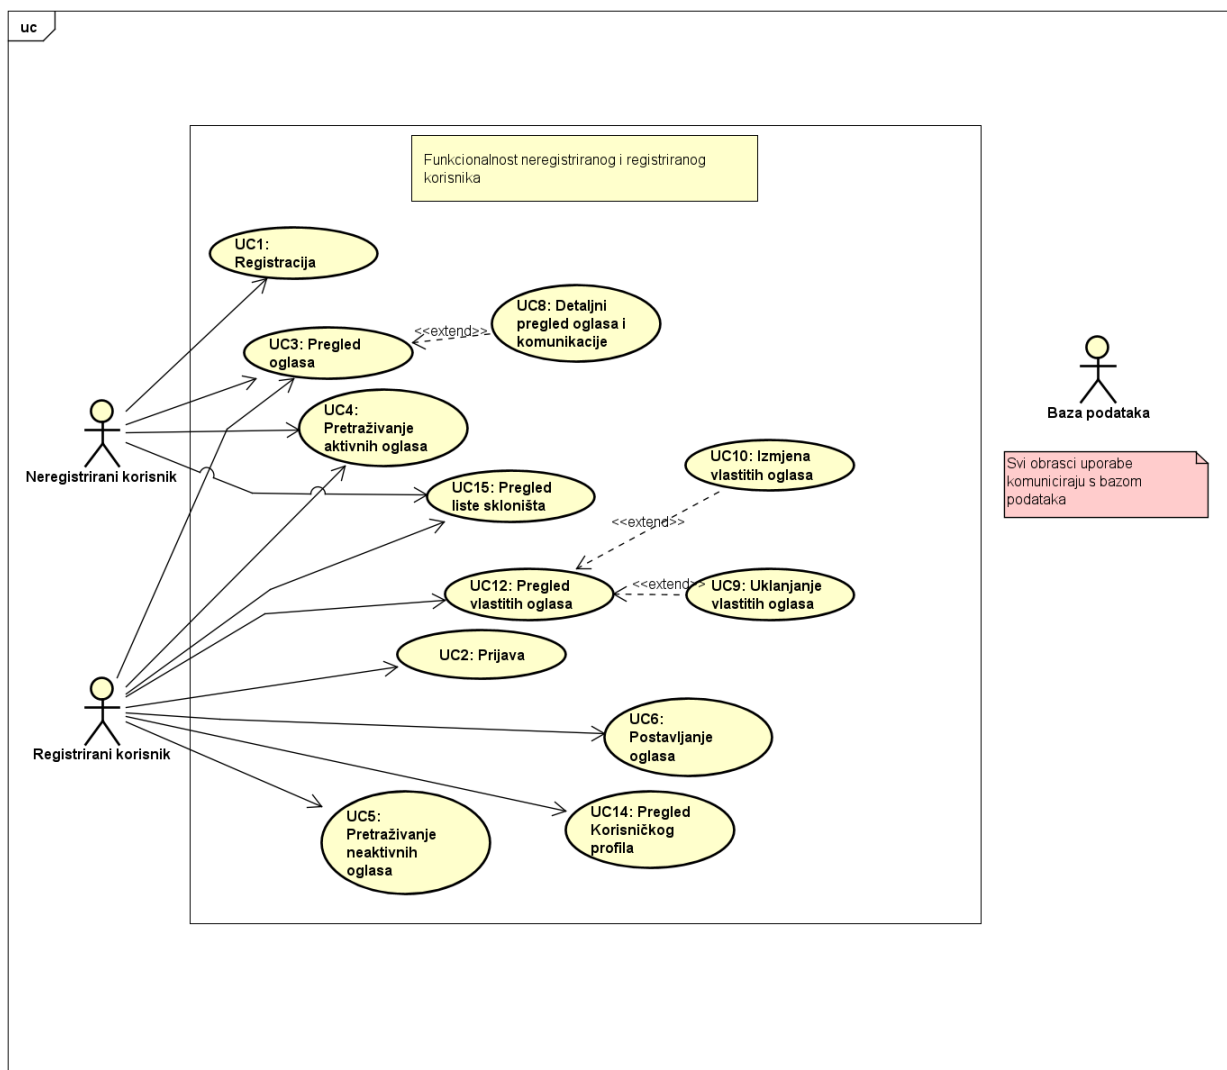 uc
Funkcionalnost neregistriranog i registriranog
korisnika
UC1:
Registracija
UC8: Detaljni
pregled oglasa i
komunikacije
<<extend>>
UC3: Pregled
oglasa
UC4:
Pretraživanje
aktivnih oglasa
Neregistrirani korisnik
Baza podataka
Svi obrasci uporabe
komuniciraju s bazom
podataka
UC10: Izmjena
vlastitih oglasa
UC15: Pregled
liste skloništa
<<extend>>
UC12: Pregled
vlastitih oglasa
<<extend>>
UC9: Uklanjanje
vlastitih oglasa
UC2: Prijava
Registrirani korisnik
UC6:
Postavljanje
oglasa
UC5:
Pretraživanje
neaktivnih
oglasa
UC14: Pregled
Korisničkog
profila